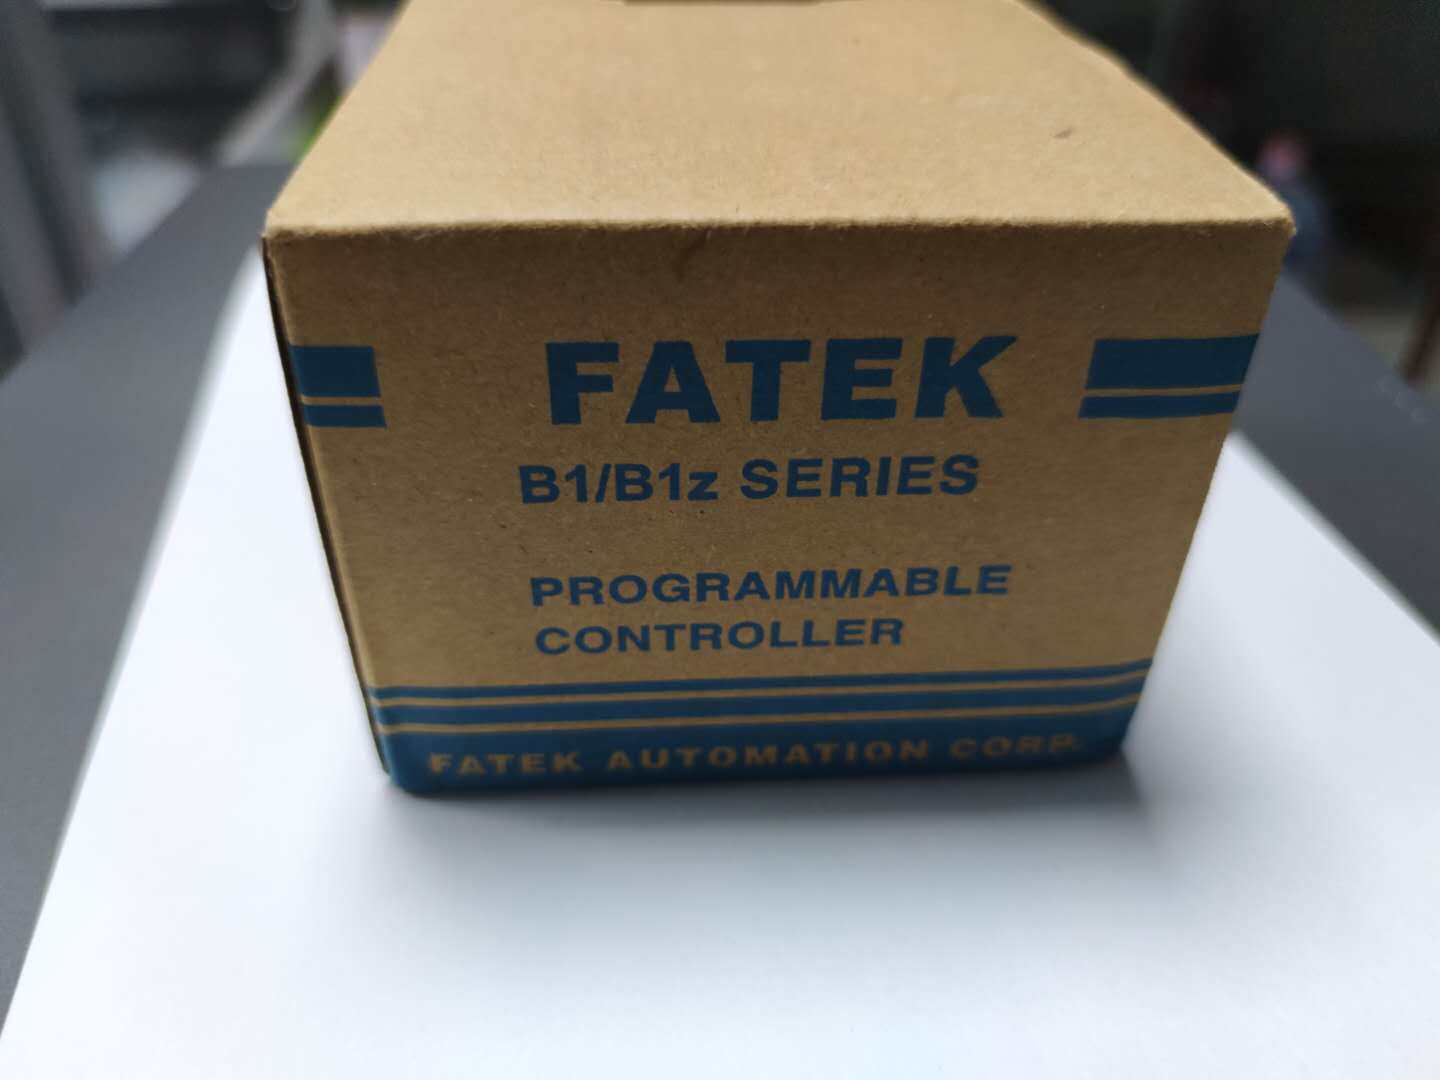 FATEK
B1/B1z SERIES
PROGRAMMABLE
CONTROLLER
FATEK AUTOMATION CORP.